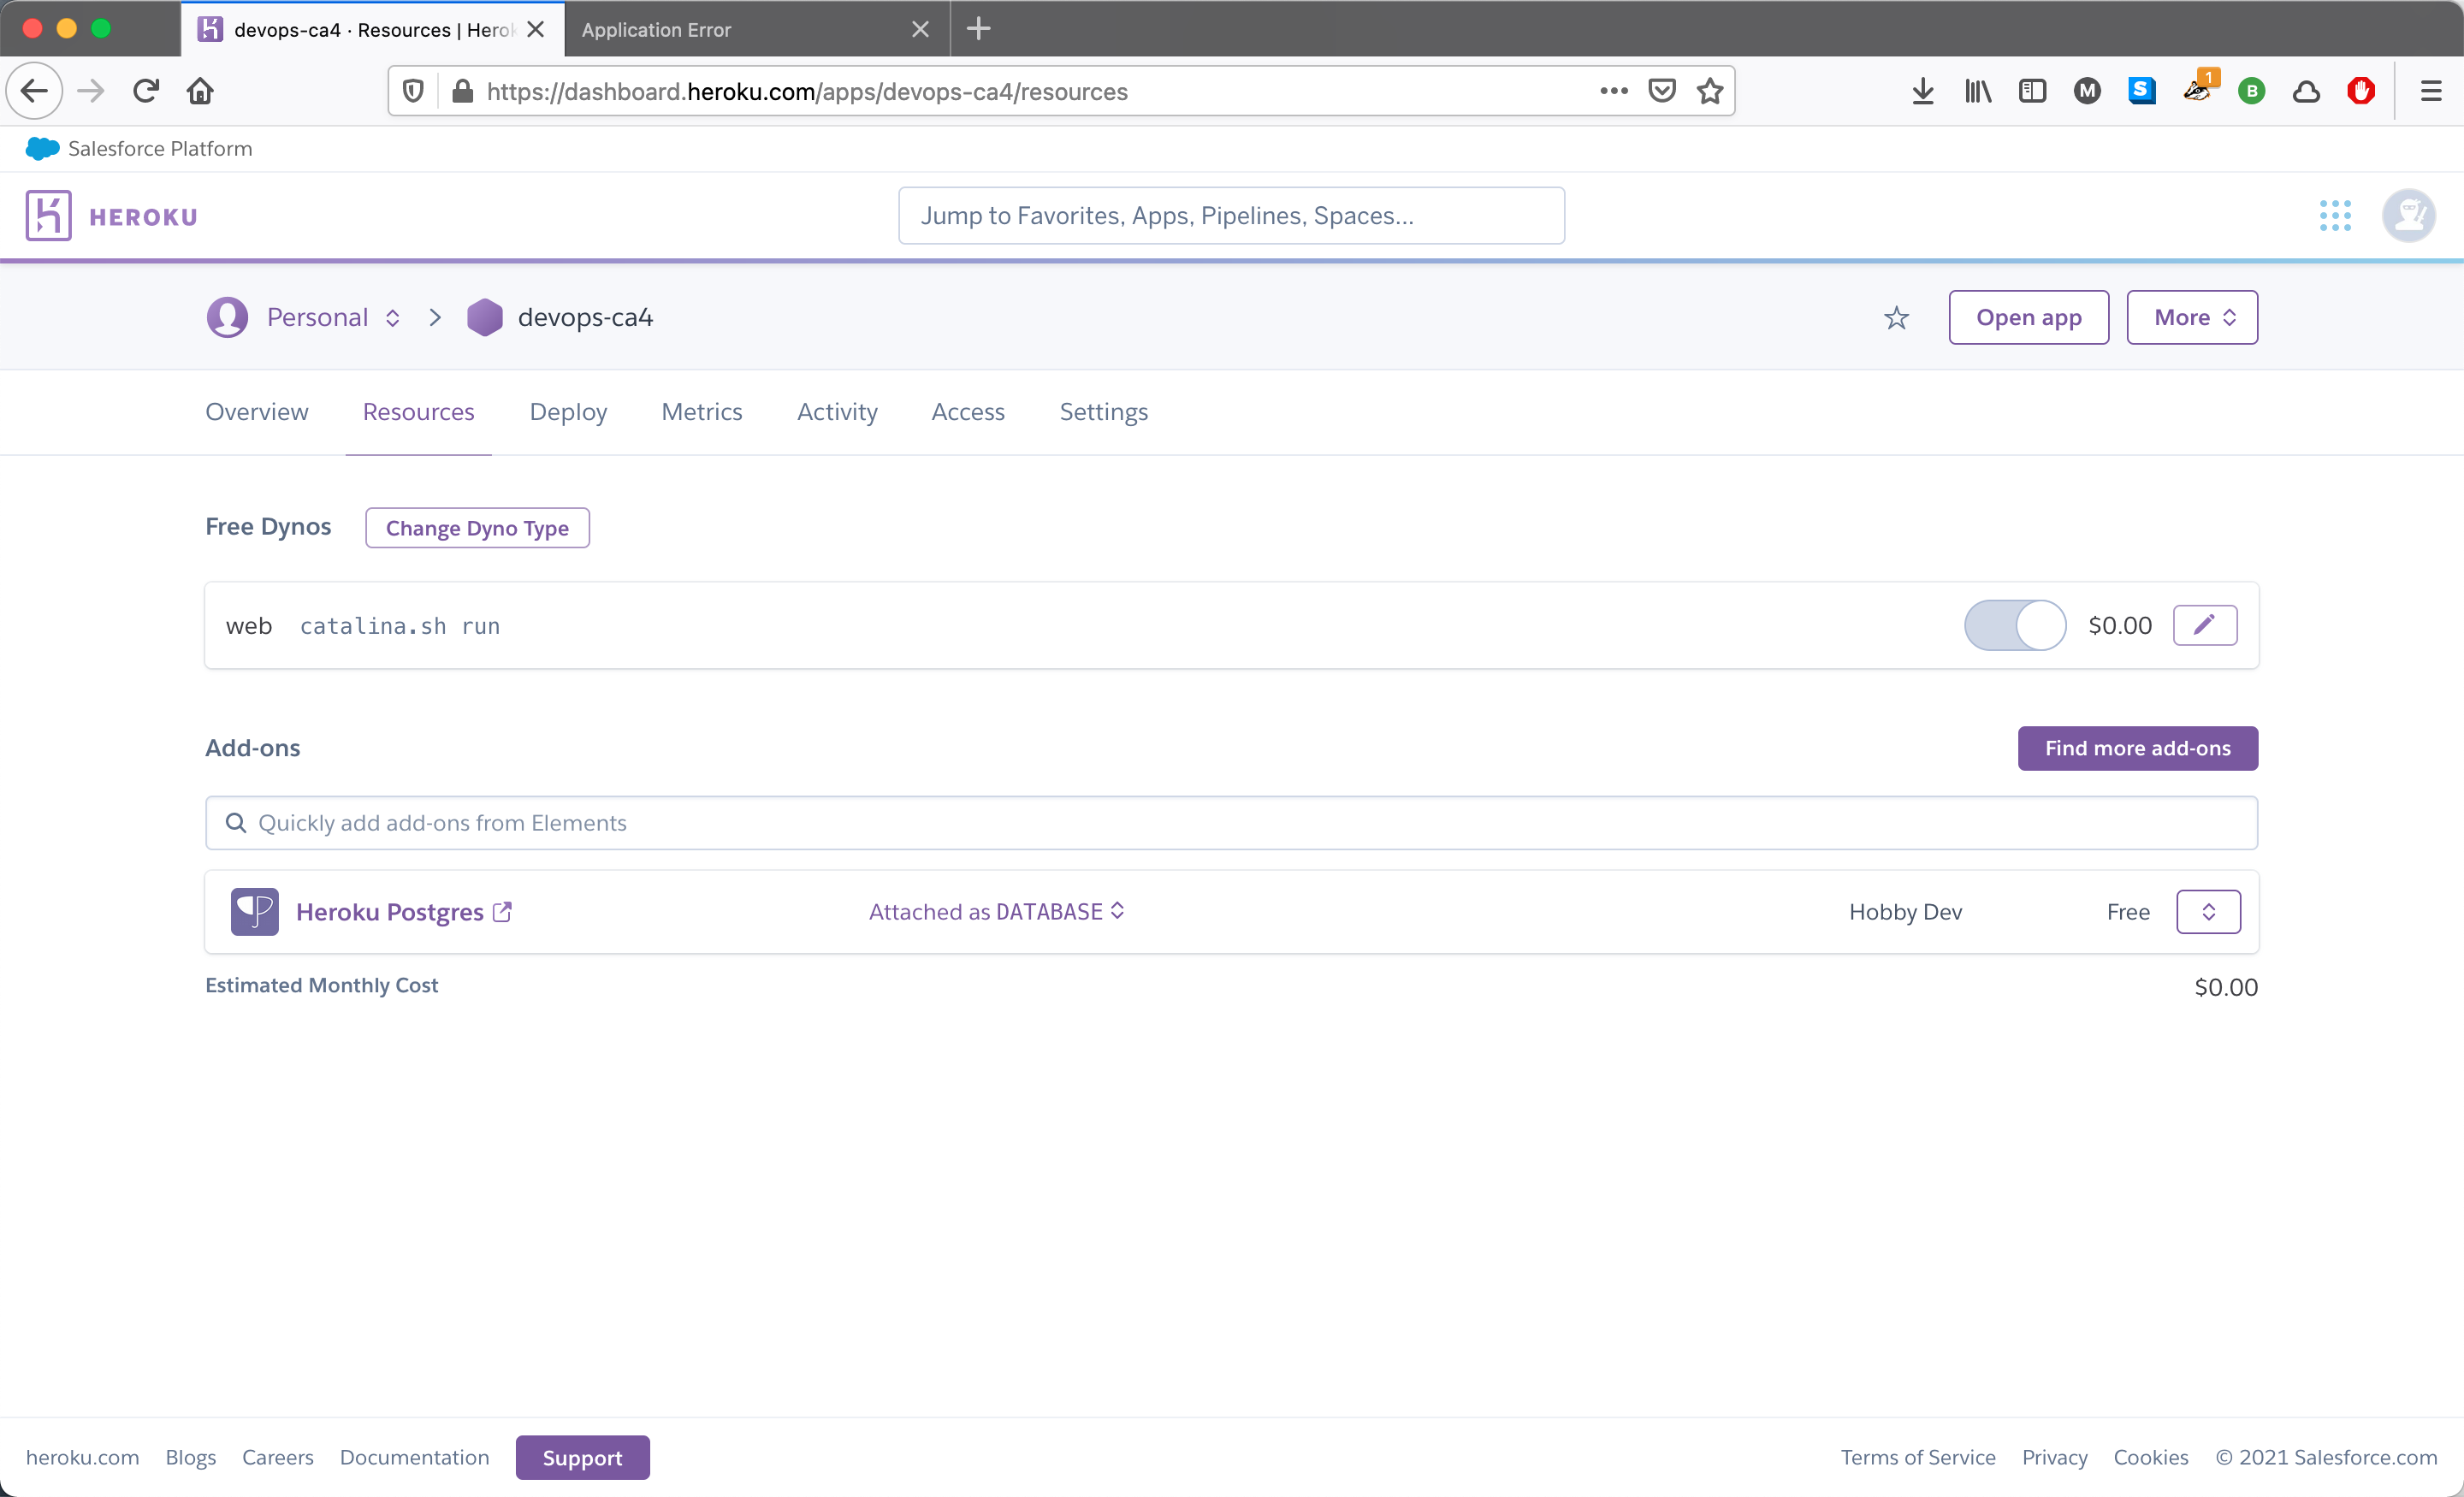 devops-ca4 · Resources | Herok
Application Error
https://dashboard.heroku.com/apps/devops-ca4/resources
M
S
1
B
Salesforce Platform
HEROKU
Jump to Favorites, Apps, Pipelines, Spaces...
Personal
devops-ca4
Open app
More
Overview
Resources
Deploy
Metrics
Activity
Access
Settings
Free Dynos
Change Dyno Type
web catalina.sh run
$0.00
Add-ons
Find more add-ons
Quickly add add-ons from Elements
Heroku Postgres
Attached as DATABASE
Hobby Dev
Free
Estimated Monthly Cost
$0.00
heroku.com
Blogs
Careers
Documentation
Support
Terms of Service
Privacy
Cookies
© 2021 Salesforce.com